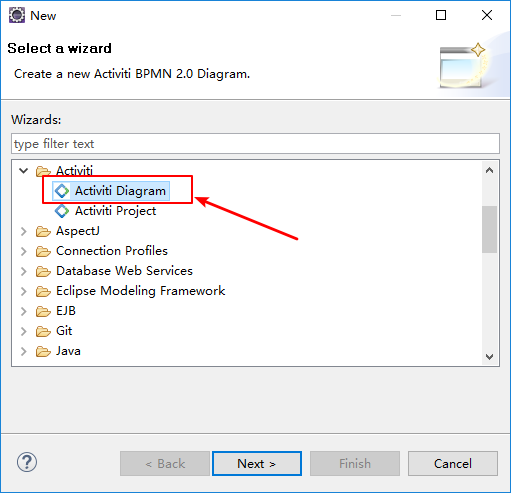 New
Select a wizard
Create a new Activiti BPMN 2.0 Diagram.
Wizards:
type filter text
Activiti
Activiti Diagram
Activiti Project
AspectJ
Connection Profiles
Database Web Services
Eclipse Modeling Framework
EJB
Git
Java
?
< Back
Next >
Finish
Cancel